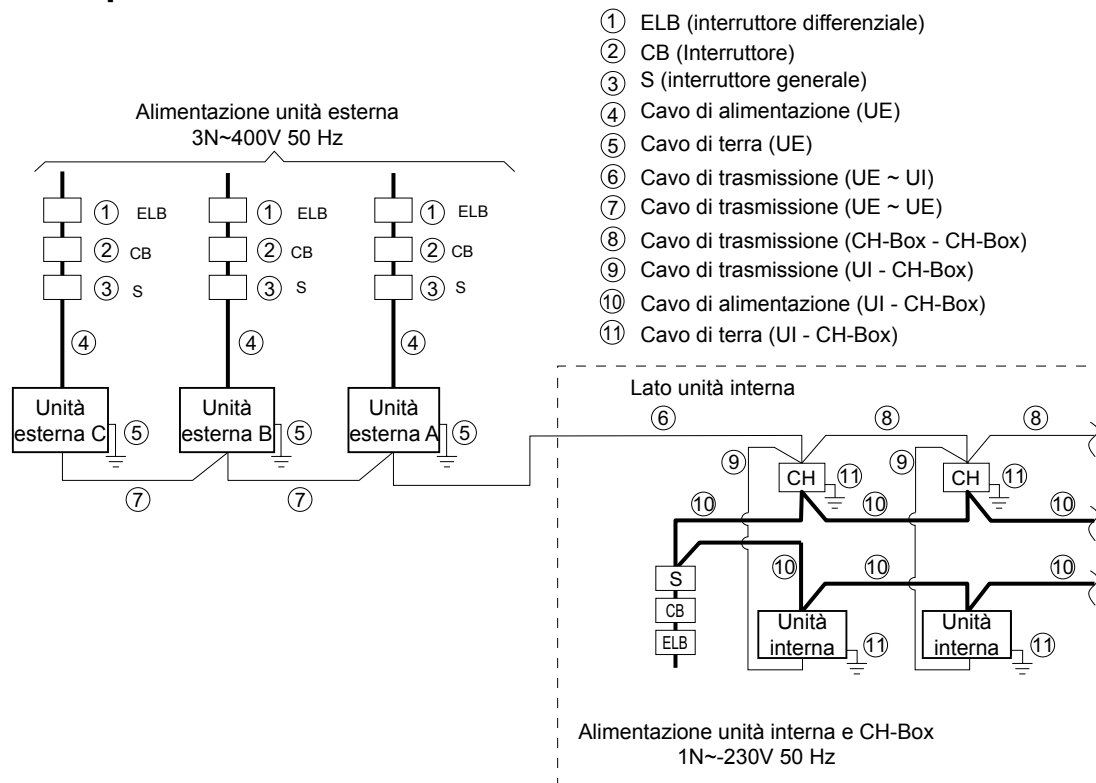 ① ELB (interruttore differenziale)
② CB (Interruttore)
③ S (interruttore generale)
④ Cavo di alimentazione (UE)
⑤ Cavo di terra (UE)
⑥ Cavo di trasmissione (UE ~ UI)
⑦ Cavo di trasmissione (UE ~ UE)
⑧ Cavo di trasmissione (CH-Box - CH-Box)
⑨ Cavo di trasmissione (UI - CH-Box)
⑩ Cavo di alimentazione (UI - CH-Box)
⑪ Cavo di terra (UI - CH-Box)
Alimentazione unità esterna
3N~400V 50 Hz
① ELB ① ELB ① ELB
② CB ② CB ② CB
③ S ③ S ③ S
④ ④ ④
Unità
esterna C
⑤
Unità
esterna B
⑤
Unità
esterna A
⑤
⑦ ⑦
Lato unità interna
⑥ ⑧ ⑧
⑨ CH ⑪ ⑨ CH ⑪
⑩ ⑩ ⑩
S ⑩ ⑩ ⑩
CB
ELB
Unità
interna
⑪
Unità
interna
⑪
Alimentazione unità interna e CH-Box
1N~-230V 50 Hz